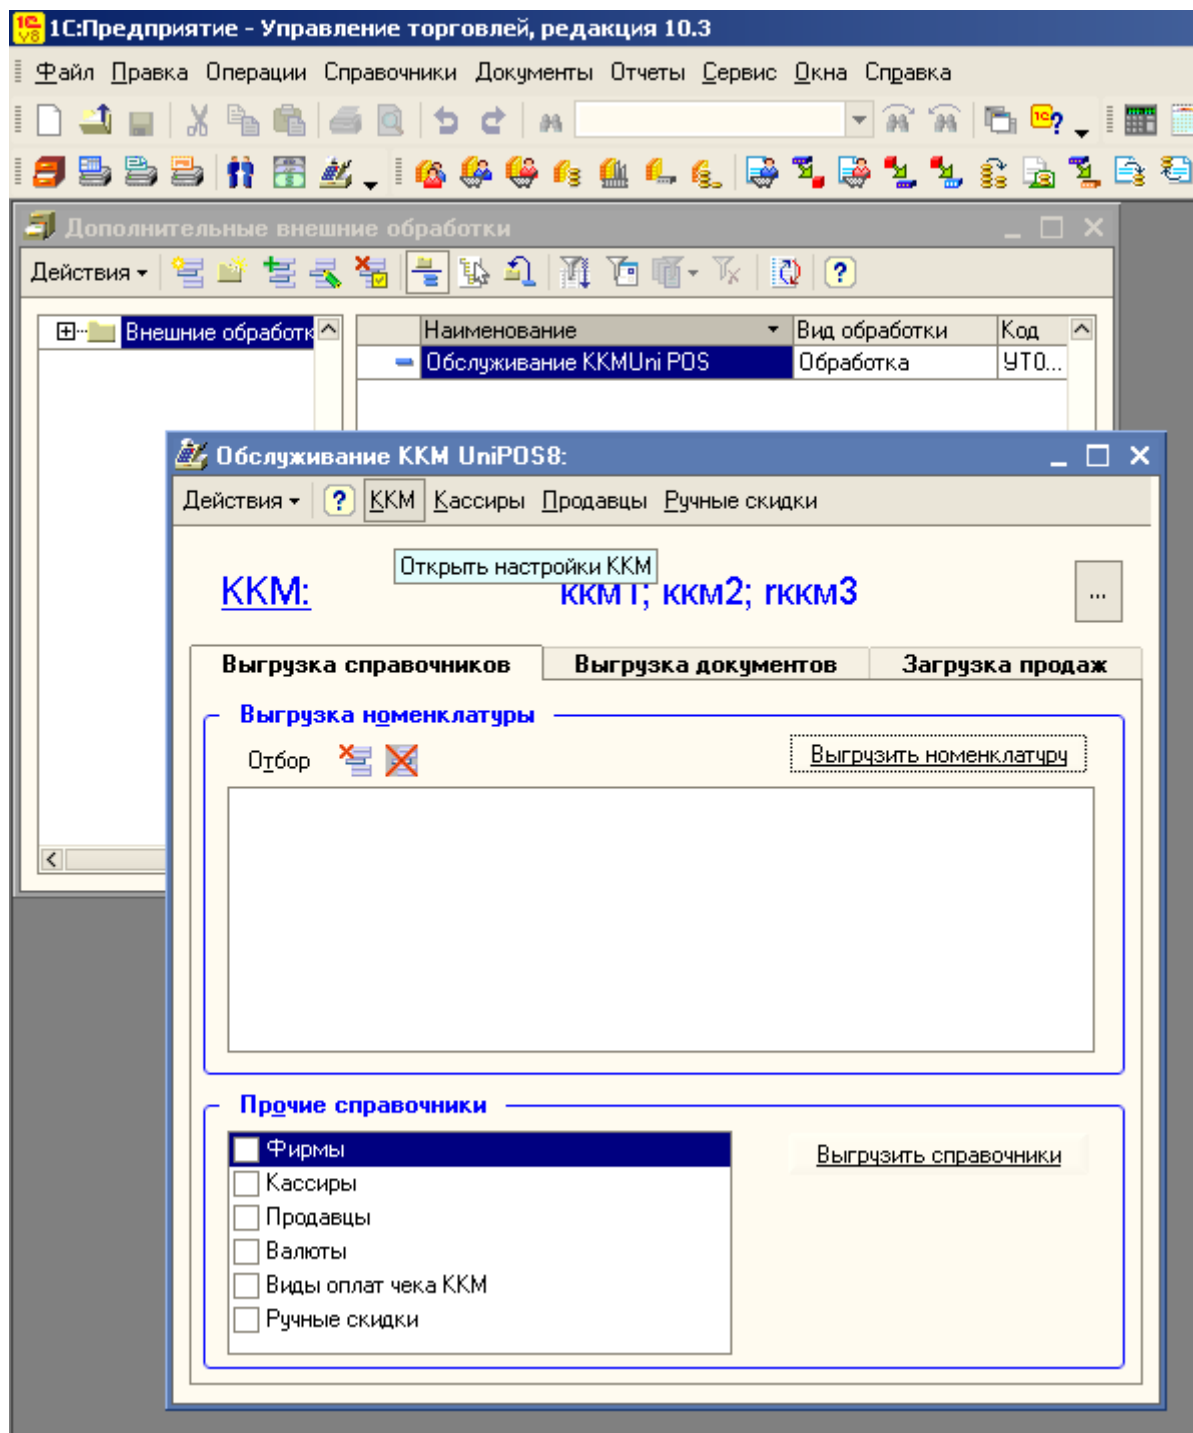 1С:Предприятие - Управление торговлей, редакция 10.3
Файл Правка Операции Справочники Документы Отчеты Сервис Окна Справка
Дополнительные внешние обработки
Действия
Внешние обработк
Наименование Вид обработки Код
Обслуживание ККМUni POS Обработка УТ0...
Обслуживание ККМ UniPOS8:
Действия ? ККМ Кассиры Продавцы Ручные скидки
Открыть настройки ККМ
ККМ: ккм1; ккм2; rккм3 ...
Выгрузка справочников Выгрузка документов Загрузка продаж
Выгрузка номенклатуры
Отбор Выгрузить номенклатуру
Прочие справочники
Фирмы
Выгрузить справочники
Кассиры
Продавцы
Валюты
Виды оплат чека ККМ
Ручные скидки